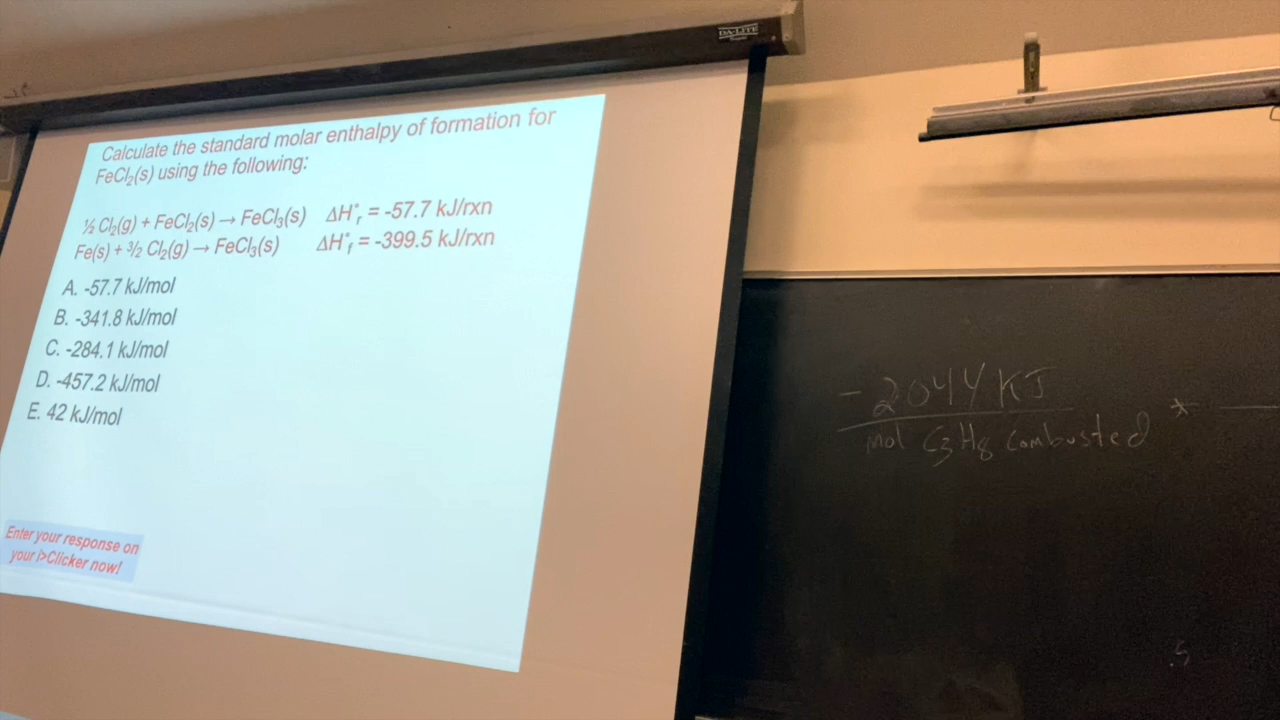 DA-LITE
Calculate the standard molar enthalpy of formation for
FeCl₂(s) using the following:
½ Cl₂(g) + FeCl₂(s) → FeCl₃(s) ΔH°r = -57.7 kJ/rxn
Fe(s) + ³/₂ Cl₂(g) → FeCl₃(s) ΔH°f = -399.5 kJ/rxn
A. -57.7 kJ/mol
B. -341.8 kJ/mol
C. -284.1 kJ/mol
D. -457.2 kJ/mol
E. 42 kJ/mol
Enter your response on
your i>Clicker now!
-2044 KJ
mol C₃H₈ Combusted *
.5